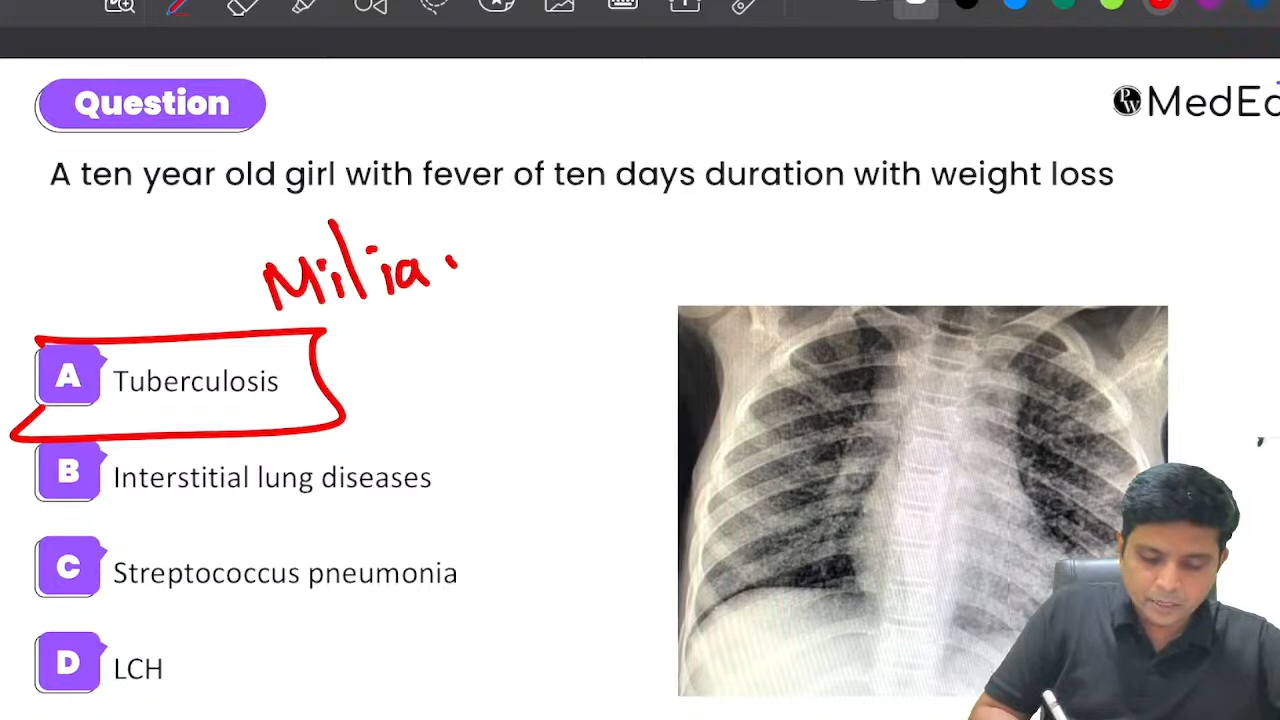 Question
PW MedEd
A ten year old girl with fever of ten days duration with weight loss
Milia
A Tuberculosis
B Interstitial lung diseases
C Streptococcus pneumonia
D LCH